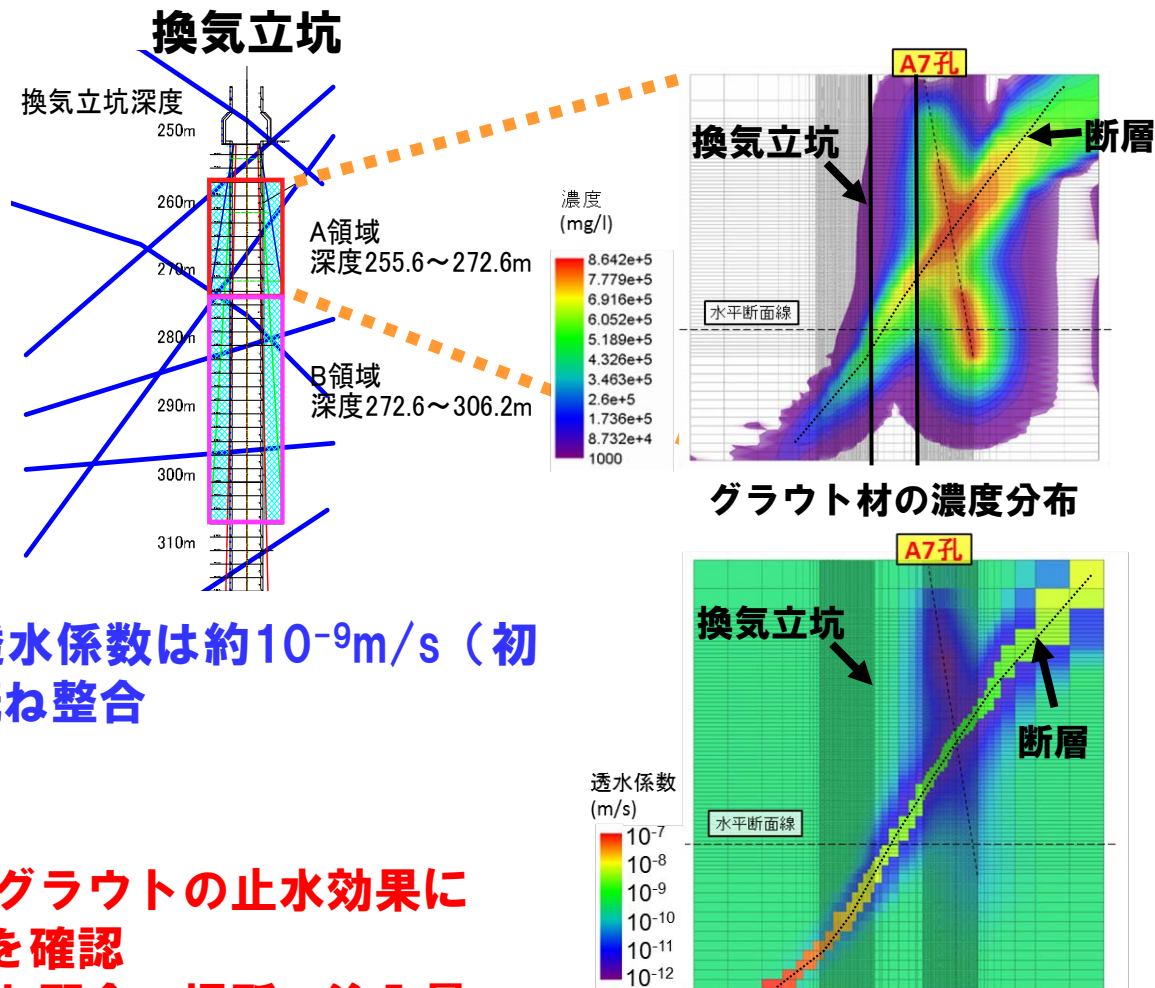 換気立坑
換気立坑深度
250m
260m
270m
280m
290m
300m
310m
A領域
深度255.6～272.6m
B領域
深度272.6～306.2m
A7孔
換気立坑
断層
濃度
(mg/l)
8.642e+5
7.779e+5
6.916e+5
6.052e+5
5.189e+5
4.326e+5
3.463e+5
2.6e+5
1.736e+5
8.732e+4
1000
水平断面線
グラウト材の濃度分布
A7孔
換気立坑
断層
透水係数
(m/s)
10⁻⁷
10⁻⁸
10⁻⁹
10⁻¹⁰
10⁻¹¹
10⁻¹²
水平断面線
透水係数は約10⁻⁹m/s（初
ね整合
グラウトの止水効果に
を確認